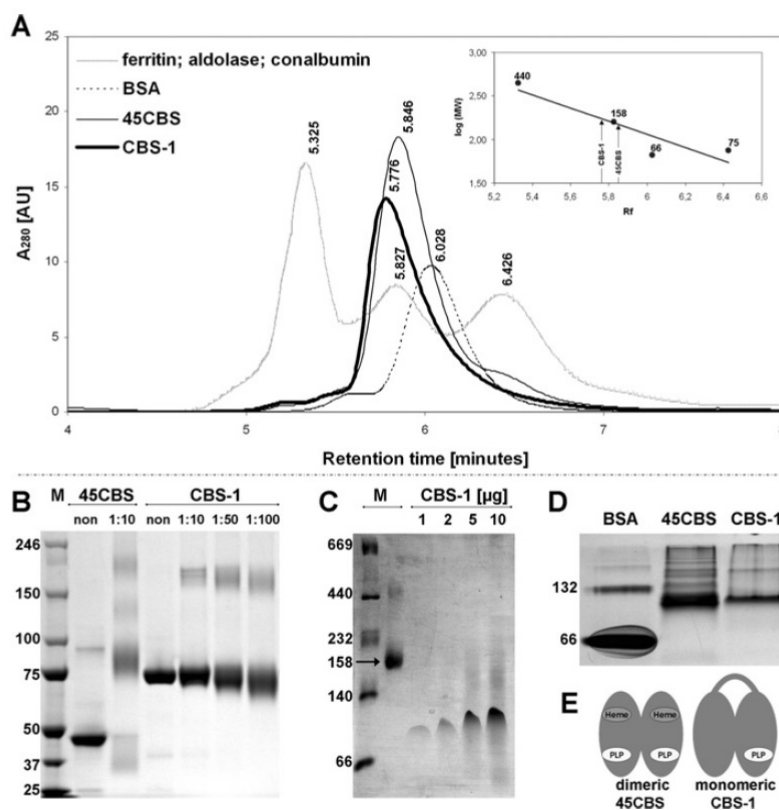 A
ferritin; aldolase; conalbumin
BSA
45CBS
CBS-1
25
20
15
10
5
0
A280 [AU]
4
5
6
7
Retention time [minutes]
5.325
5.846
5.776
5.827
6.028
6.426
3,00
2,50
2,00
1,50
log (MW)
440
158
66
75
CBS-1
45CBS
5,2
5,4
5,6
5,8
6
6,2
6,4
6,6
Rf
B
M 45CBS CBS-1
non 1:10 non 1:10 1:50 1:100
246
150
100
75
50
37
25
C
M CBS-1 [µg]
1 2 5 10
669
440
232
158
140
66
D
BSA 45CBS CBS-1
132
66
E
Heme Heme
PLP PLP PLP
dimeric monomeric
45CBS CBS-1